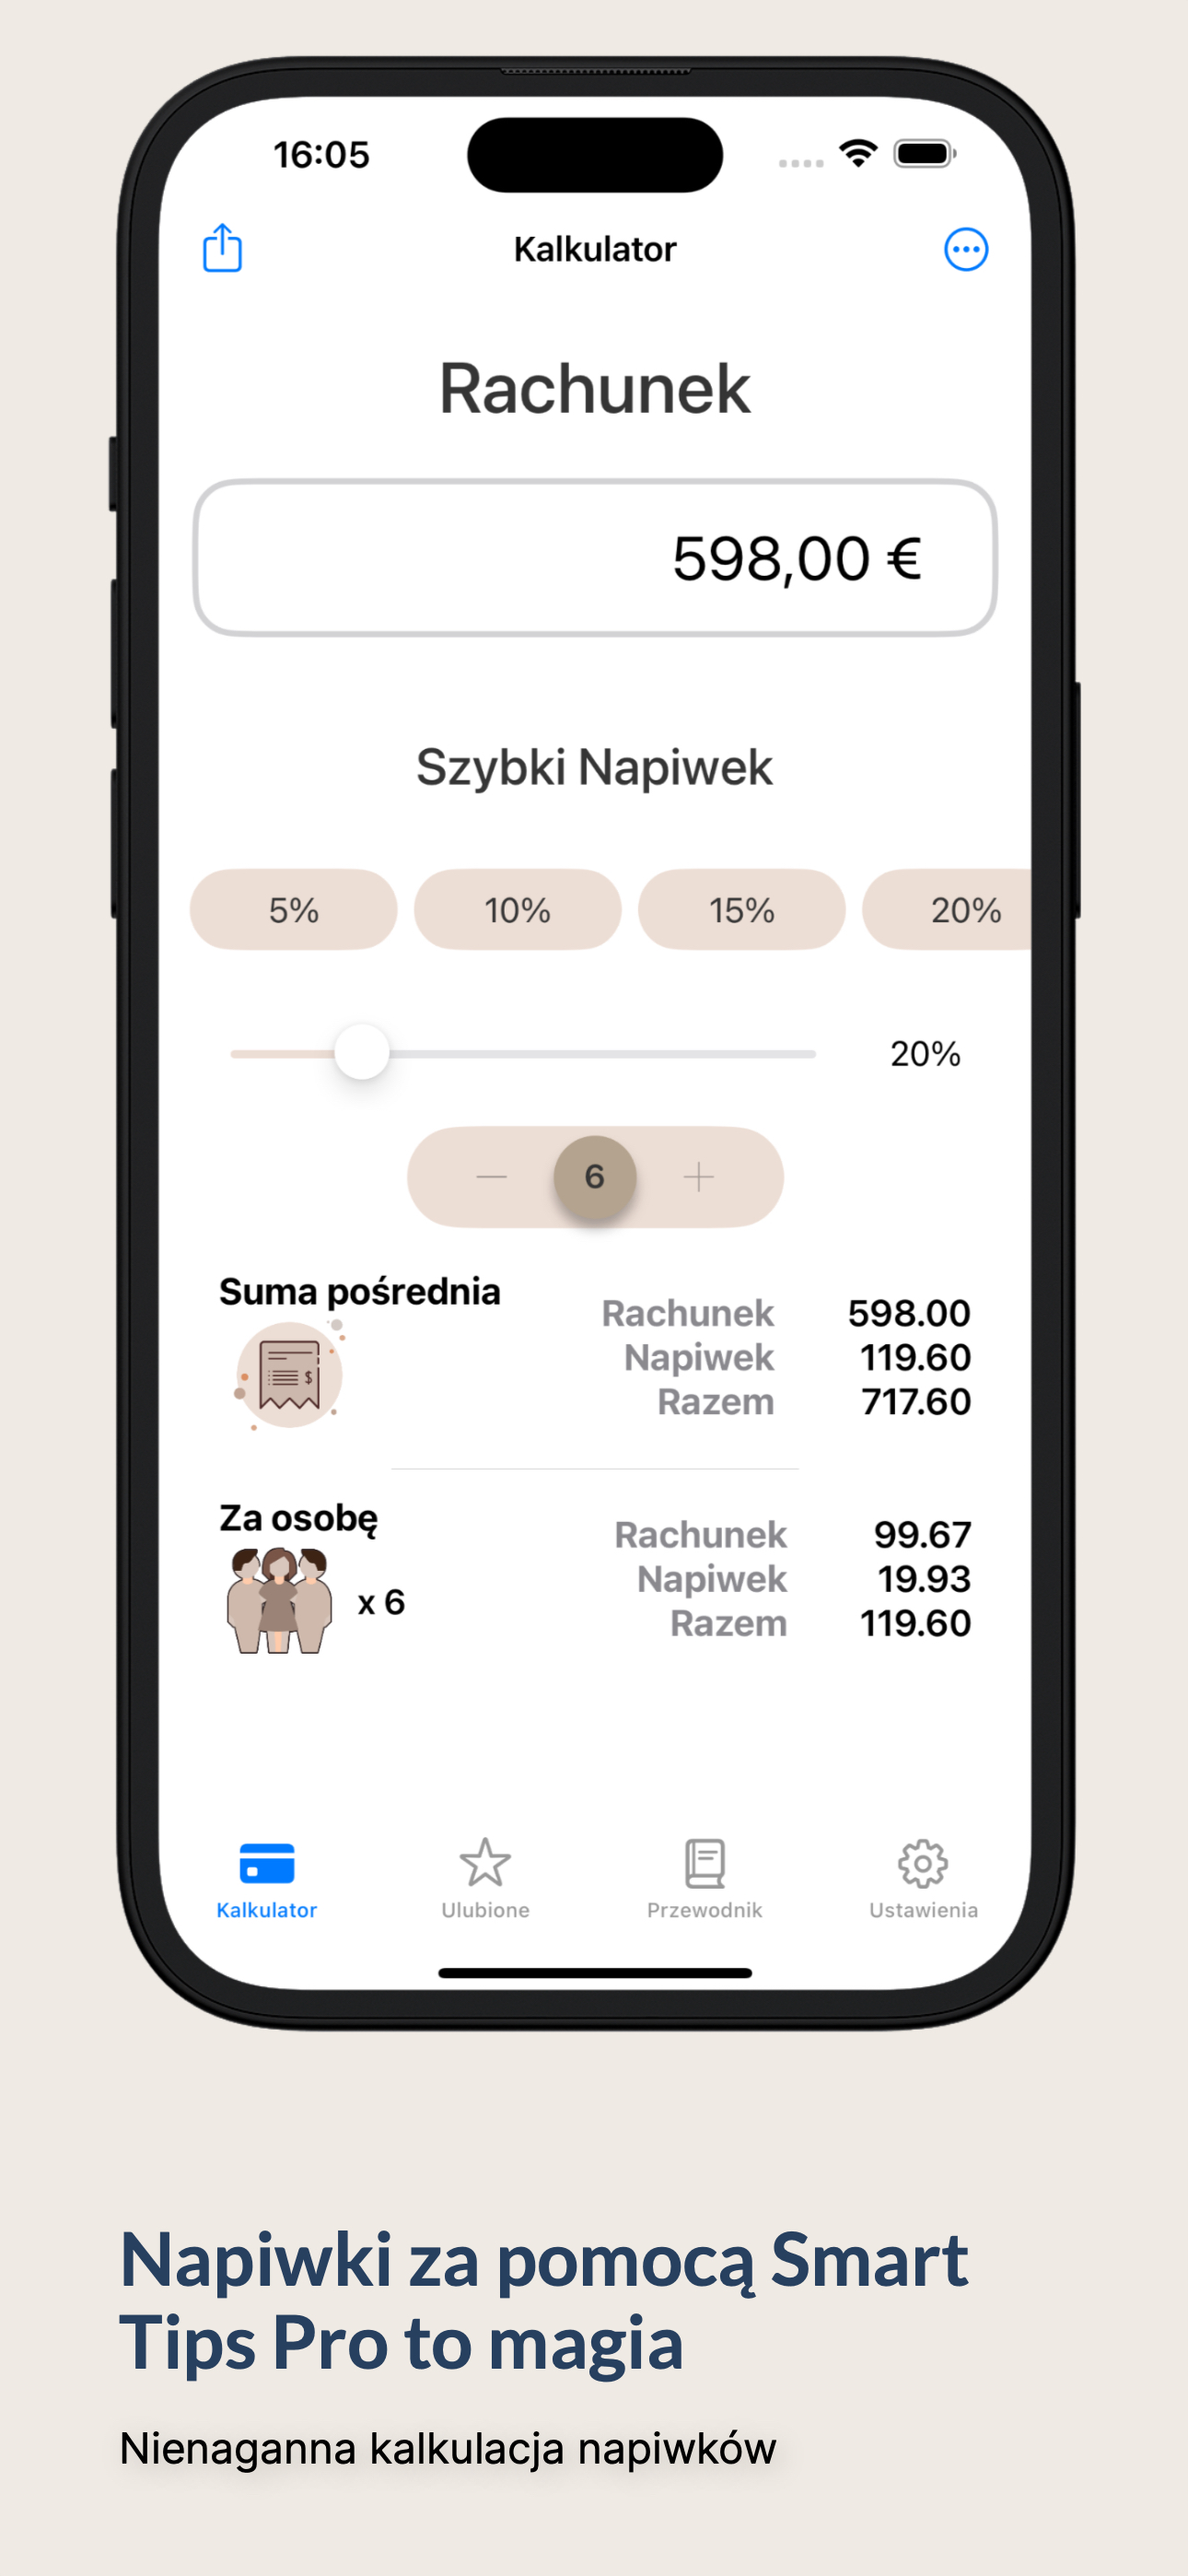 16:05
Kalkulator
Rachunek
598,00 €
Szybki Napiwek
5% 10% 15% 20%
20%
− 6 +
Suma pośrednia
Rachunek 598.00
Napiwek 119.60
Razem 717.60
$
Za osobę
x 6
Rachunek 99.67
Napiwek 19.93
Razem 119.60
Kalkulator Ulubione Przewodnik Ustawienia
Napiwki za pomocą Smart
Tips Pro to magia
Nienaganna kalkulacja napiwków